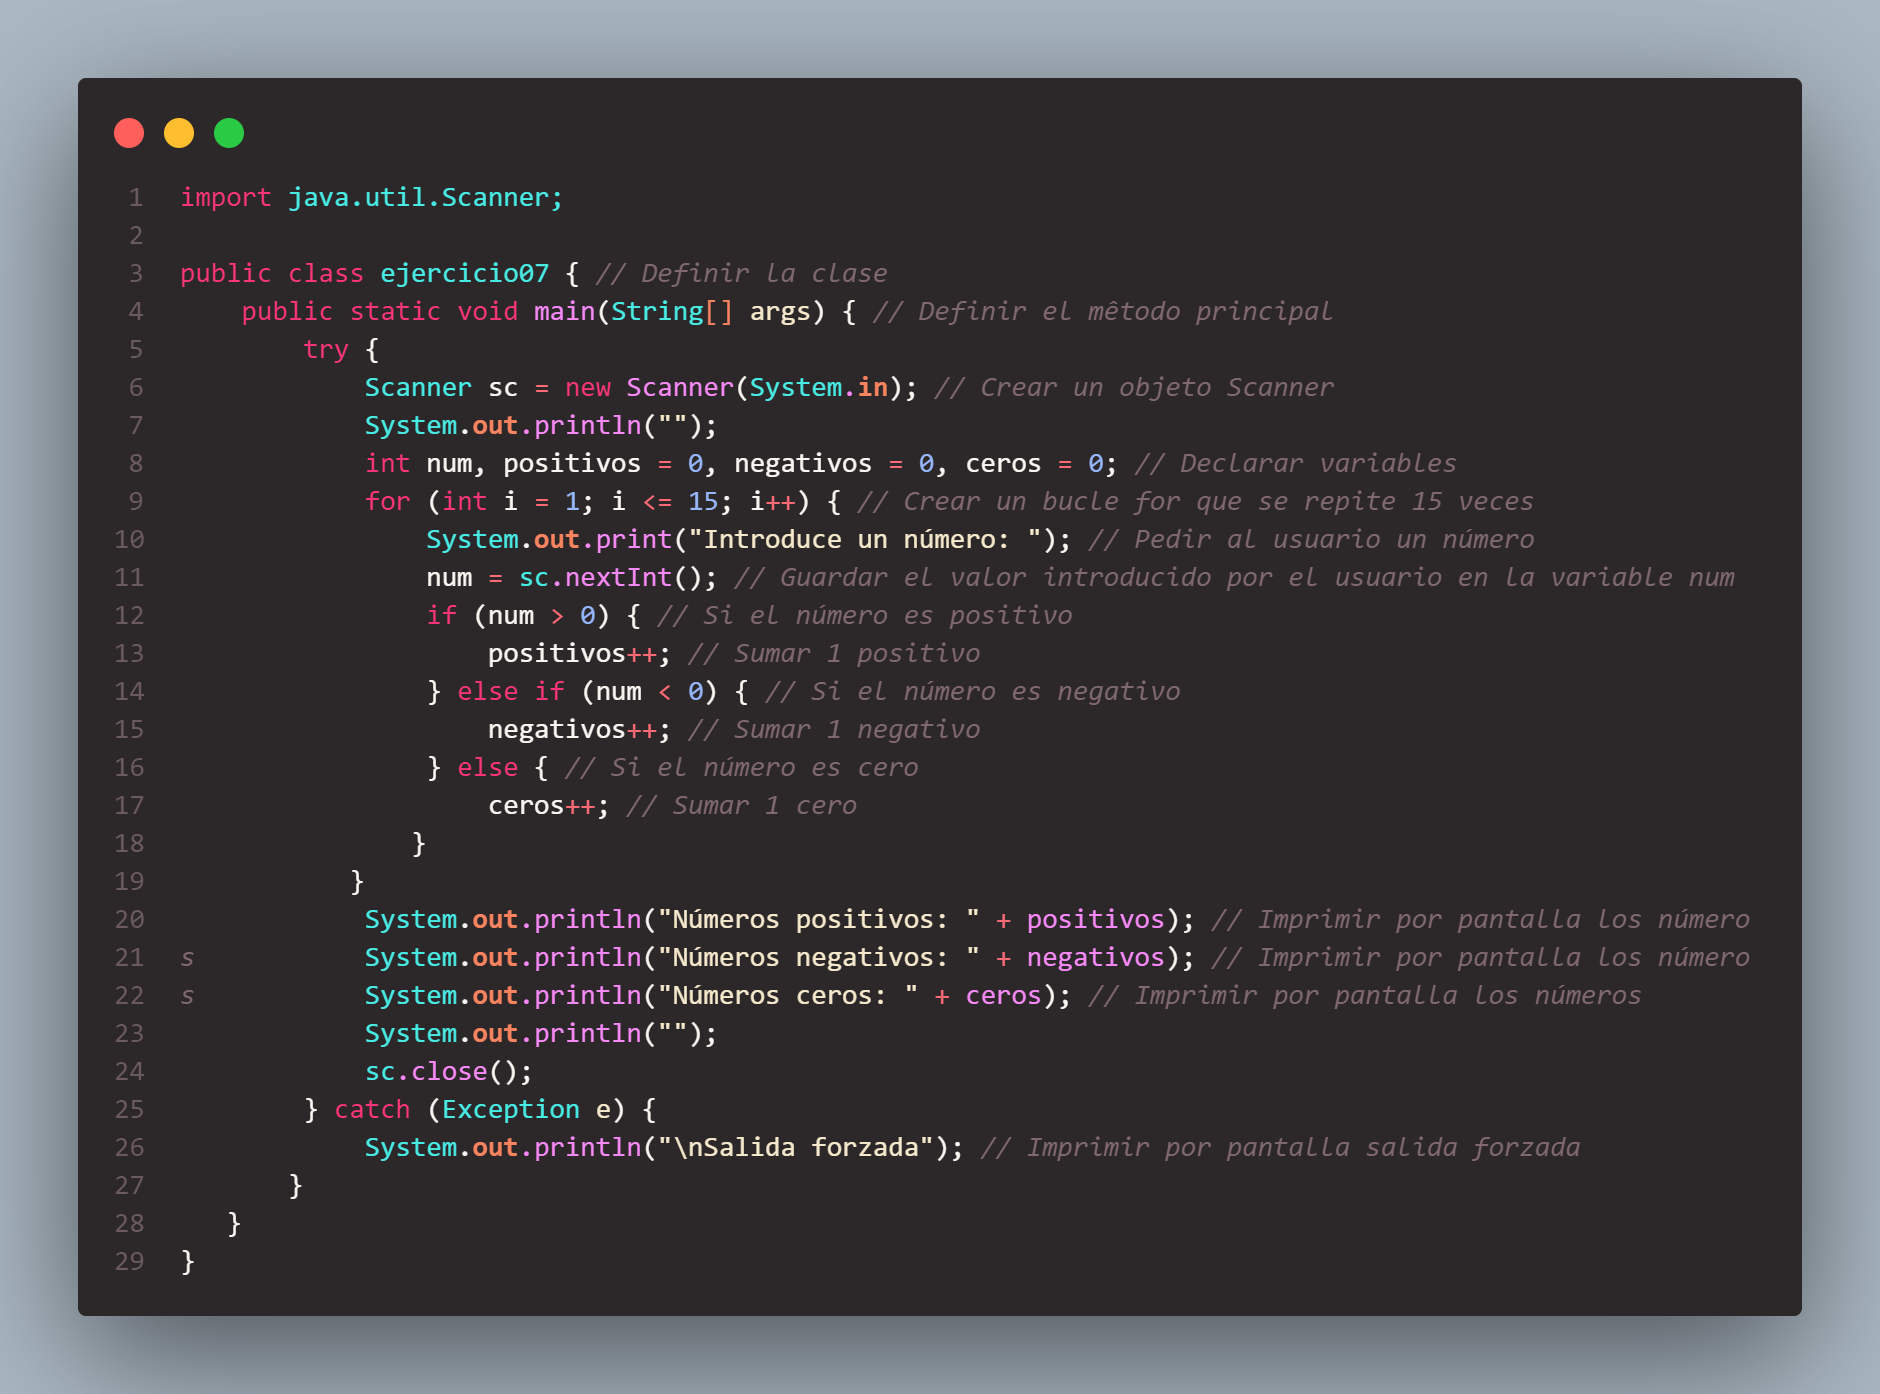 1 import java.util.Scanner;
2
3 public class ejercicio07 { // Definir la clase
4     public static void main(String[] args) { // Definir el mêtodo principal
5         try {
6             Scanner sc = new Scanner(System.in); // Crear un objeto Scanner
7             System.out.println("");
8             int num, positivos = 0, negativos = 0, ceros = 0; // Declarar variables
9             for (int i = 1; i <= 15; i++) { // Crear un bucle for que se repite 15 veces
10                 System.out.print("Introduce un número: "); // Pedir al usuario un número
11                 num = sc.nextInt(); // Guardar el valor introducido por el usuario en la variable num
12                 if (num > 0) { // Si el número es positivo
13                     positivos++; // Sumar 1 positivo
14                 } else if (num < 0) { // Si el número es negativo
15                     negativos++; // Sumar 1 negativo
16                 } else { // Si el número es cero
17                     ceros++; // Sumar 1 cero
18                }
19            }
20             System.out.println("Números positivos: " + positivos); // Imprimir por pantalla los número
21 s           System.out.println("Números negativos: " + negativos); // Imprimir por pantalla los número
22 s           System.out.println("Números ceros: " + ceros); // Imprimir por pantalla los números
23             System.out.println("");
24             sc.close();
25         } catch (Exception e) {
26             System.out.println("\nSalida forzada"); // Imprimir por pantalla salida forzada
27        }
28    }
29 }